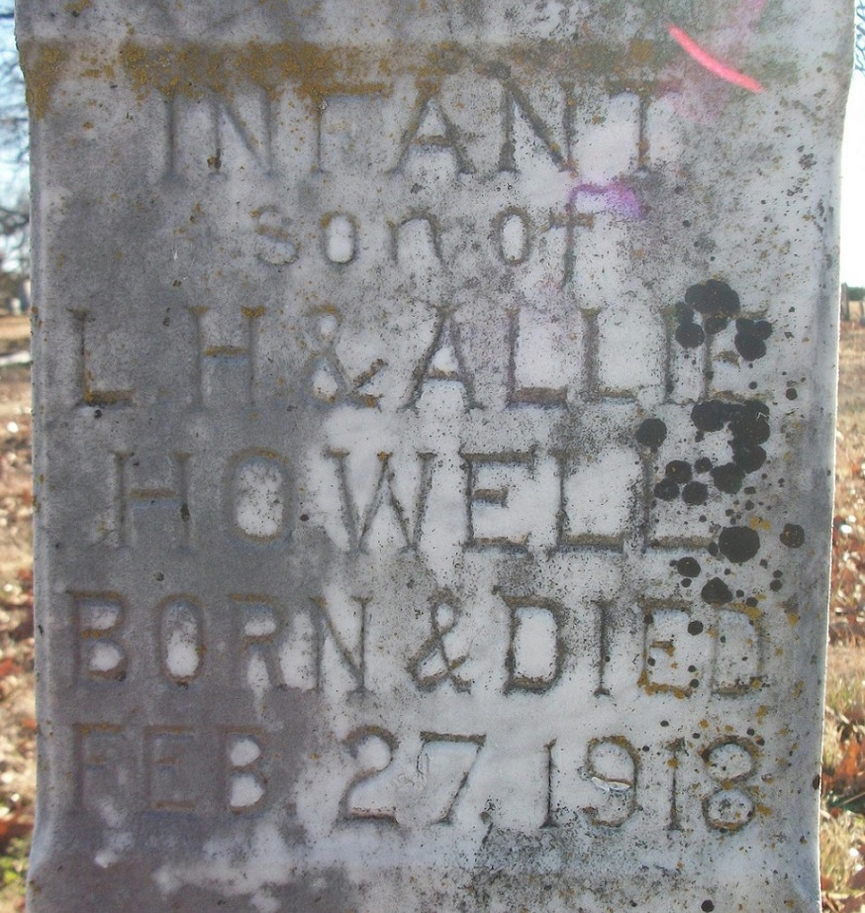 INFANT
son of
L.H & ALLIE
HOWELL
BORN & DIED
FEB 27, 1918